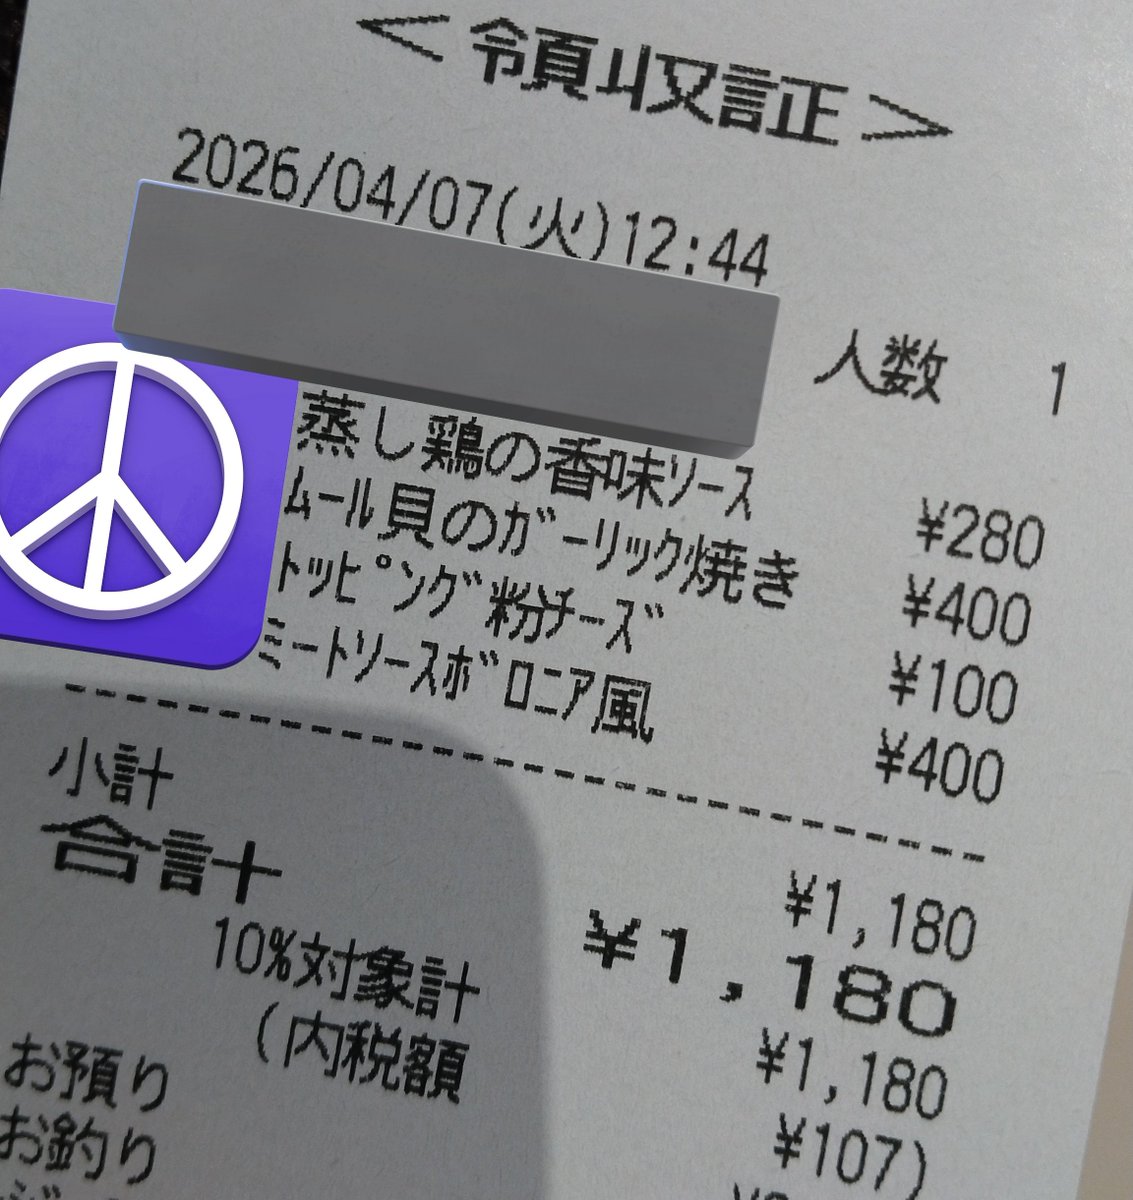 <領収証>
2026/04/07(火)12:44
人数 1
蒸し鶏の香味ソース ¥280
ムール貝のガーリック焼き ¥400
トッピング粉チーズ ¥100
ミートソースボロニア風 ¥400
小計 ¥1,180
合計 ¥1,180
10%対象計 ¥1,180
(内税額 ¥107)
お預り
お釣り